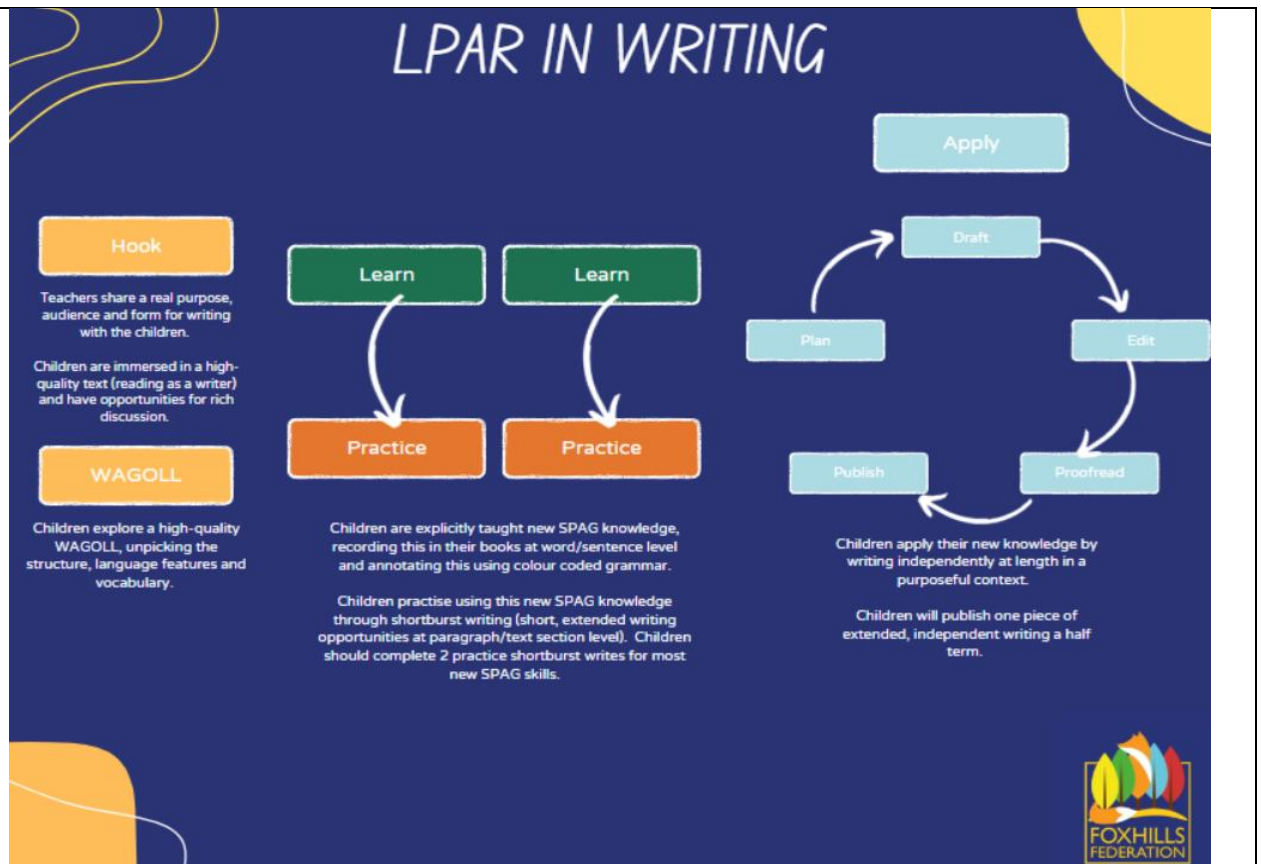 LPAR IN WRITING
Hook
Teachers share a real purpose,
audience and form for writing
with the children.
Children are immersed in a high-
quality text (reading as a writer)
and have opportunities for rich
discussion.
WAGOLL
Children explore a high-quality
WAGOLL, unpicking the
structure, language features and
vocabulary.
Learn
Learn
Practice
Practice
Children are explicitly taught new SPAG knowledge,
recording this in their books at word/sentence level
and annotating this using colour coded grammar.
Children practise using this new SPAG knowledge
through shortburst writing (short, extended writing
opportunities at paragraph/text section level). Children
should complete 2 practice shortburst writes for most
new SPAG skills.
Apply
Plan
Draft
Edit
Proofread
Publish
Children apply their new knowledge by
writing independently at length in a
purposeful context.
Children will publish one piece of
extended, independent writing a half
term.
FOXHILLS
FEDERATION